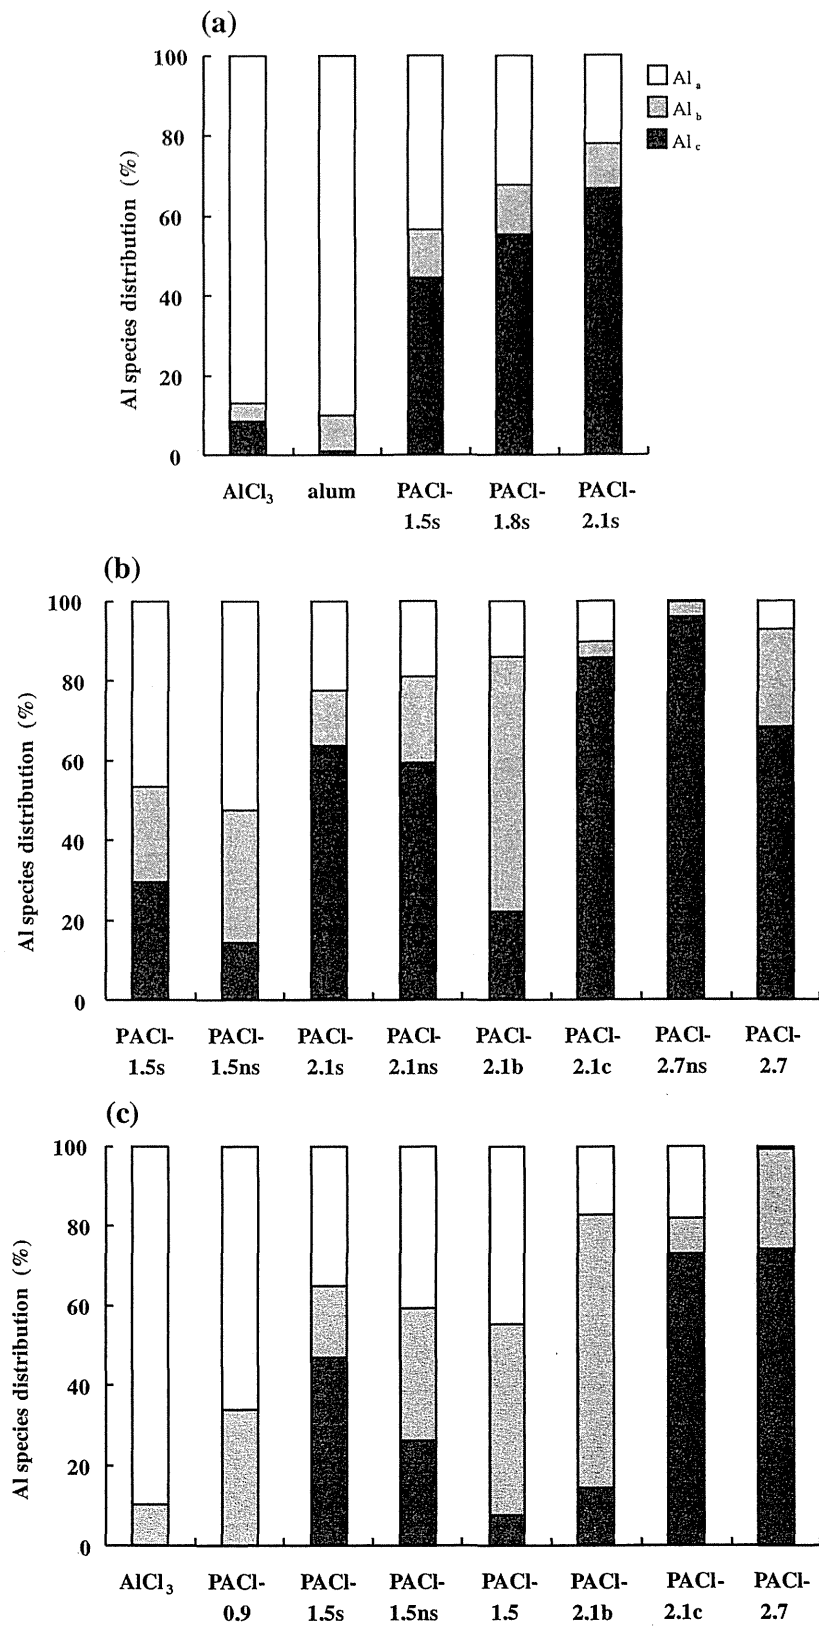 (a)
100
80
60
40
20
0
Al species distribution (%)
Al a
Al b
Al c
AlCl3 alum PACl- PACl- PACl-
1.5s 1.8s 2.1s
(b)
100
80
60
40
20
0
Al species distribution (%)
PACl- PACl- PACl- PACl- PACl- PACl- PACl- PACl-
1.5s 1.5ns 2.1s 2.1ns 2.1b 2.1c 2.7ns 2.7
(c)
100
80
60
40
20
0
Al species distribution (%)
AlCl3 PACl- PACl- PACl- PACl- PACl- PACl- PACl-
0.9 1.5s 1.5ns 1.5 2.1b 2.1c 2.7